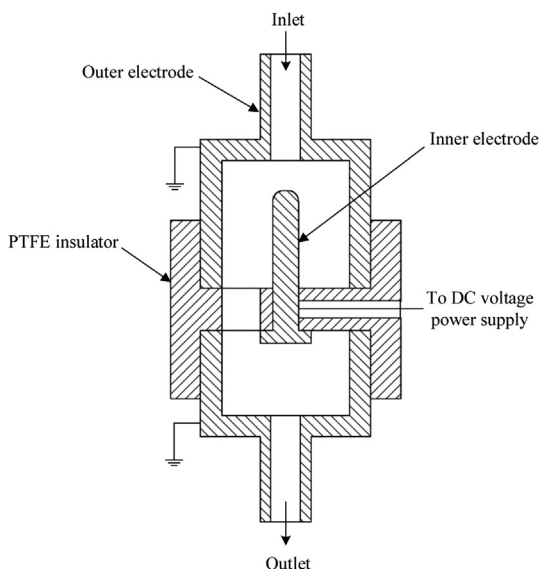 Inlet
Outer electrode
Inner electrode
PTFE insulator
To DC voltage
power supply
Outlet